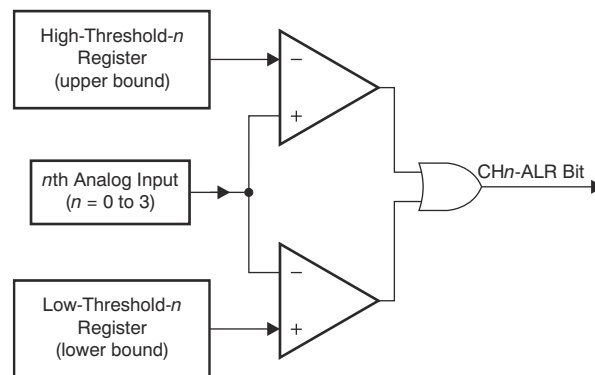 High-Threshold-n
Register
(upper bound)
−
+
nth Analog Input
(n = 0 to 3)
CHn-ALR Bit
−
+
Low-Threshold-n
Register
(lower bound)